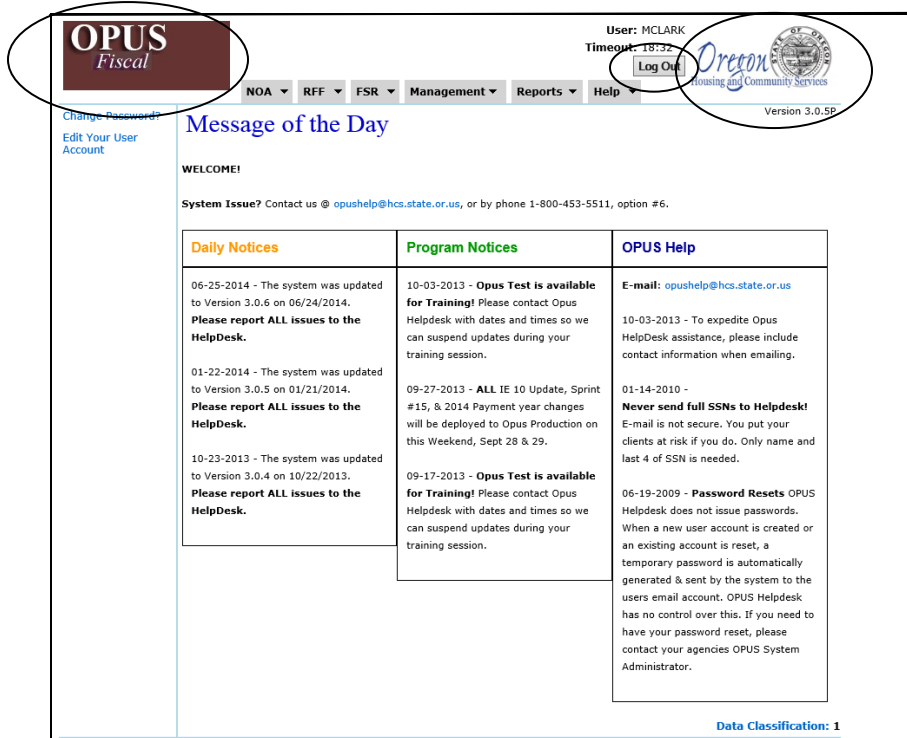 OPUS
Fiscal
User: MCLARK
Timeout: 18:32
Log Out
Oregon
Housing and Community Services
STATE OF OREGON
NOA RFF FSR Management Reports Help
Version 3.0.5P
Change Password?
Edit Your User
Account
Message of the Day
WELCOME!
System Issue? Contact us @ opushelp@hcs.state.or.us, or by phone 1-800-453-5511, option #6.
Daily Notices
06-25-2014 - The system was updated
to Version 3.0.6 on 06/24/2014.
Please report ALL issues to the
HelpDesk.
01-22-2014 - The system was updated
to Version 3.0.5 on 01/21/2014.
Please report ALL issues to the
HelpDesk.
10-23-2013 - The system was updated
to Version 3.0.4 on 10/22/2013.
Please report ALL issues to the
HelpDesk.
Program Notices
10-03-2013 - Opus Test is available
for Training! Please contact Opus
Helpdesk with dates and times so we
can suspend updates during your
training session.
09-27-2013 - ALL IE 10 Update, Sprint
#15, & 2014 Payment year changes
will be deployed to Opus Production on
this Weekend, Sept 28 & 29.
09-17-2013 - Opus Test is available
for Training! Please contact Opus
Helpdesk with dates and times so we
can suspend updates during your
training session.
OPUS Help
E-mail: opushelp@hcs.state.or.us
10-03-2013 - To expedite Opus
HelpDesk assistance, please include
contact information when emailing.
01-14-2010 -
Never send full SSNs to Helpdesk!
E-mail is not secure. You put your
clients at risk if you do. Only name and
last 4 of SSN is needed.
06-19-2009 - Password Resets OPUS
Helpdesk does not issue passwords.
When a new user account is created or
an existing account is reset, a
temporary password is automatically
generated & sent by the system to the
users email account. OPUS Helpdesk
has no control over this. If you need to
have your password reset, please
contact your agencies OPUS System
Administrator.
Data Classification: 1